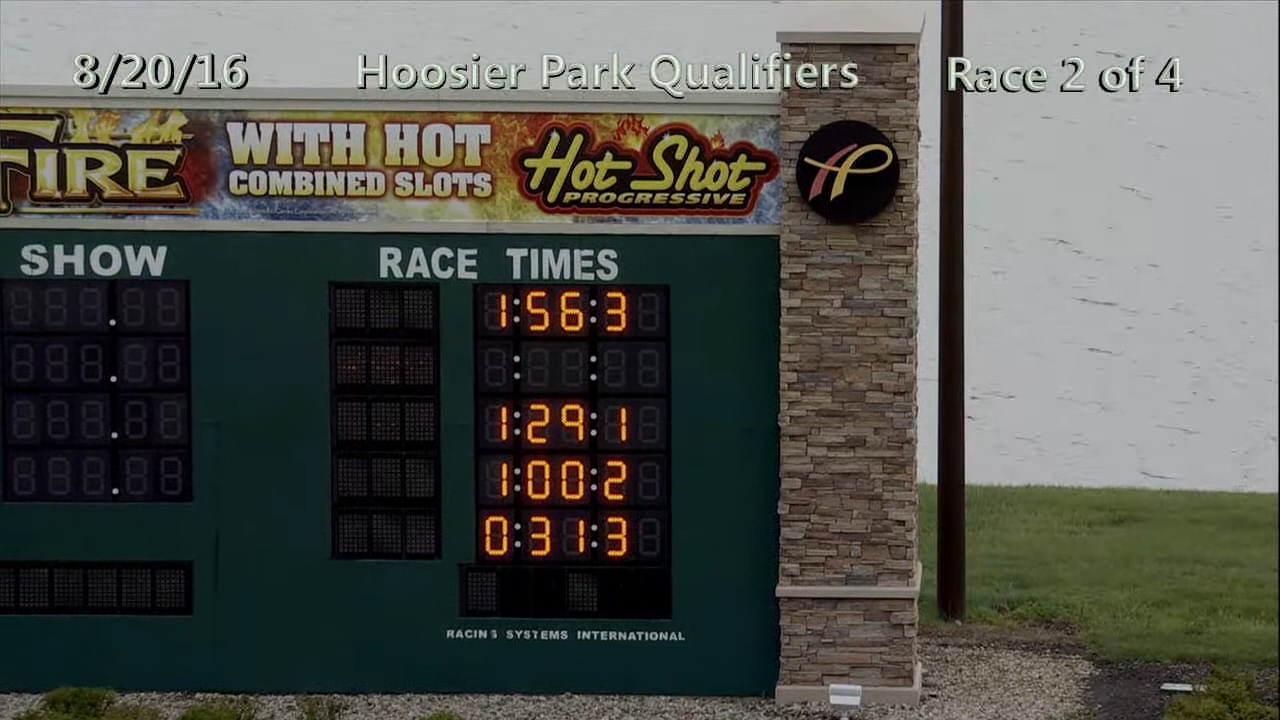 8/20/16 Hoosier Park Qualifiers Race 2 of 4
FIRE WITH HOT COMBINED SLOTS Hot Shot PROGRESSIVE
HP
SHOW RACE TIMES
1:56:3
1:29:1
1:00:2
0:31:3
RACING SYSTEMS INTERNATIONAL